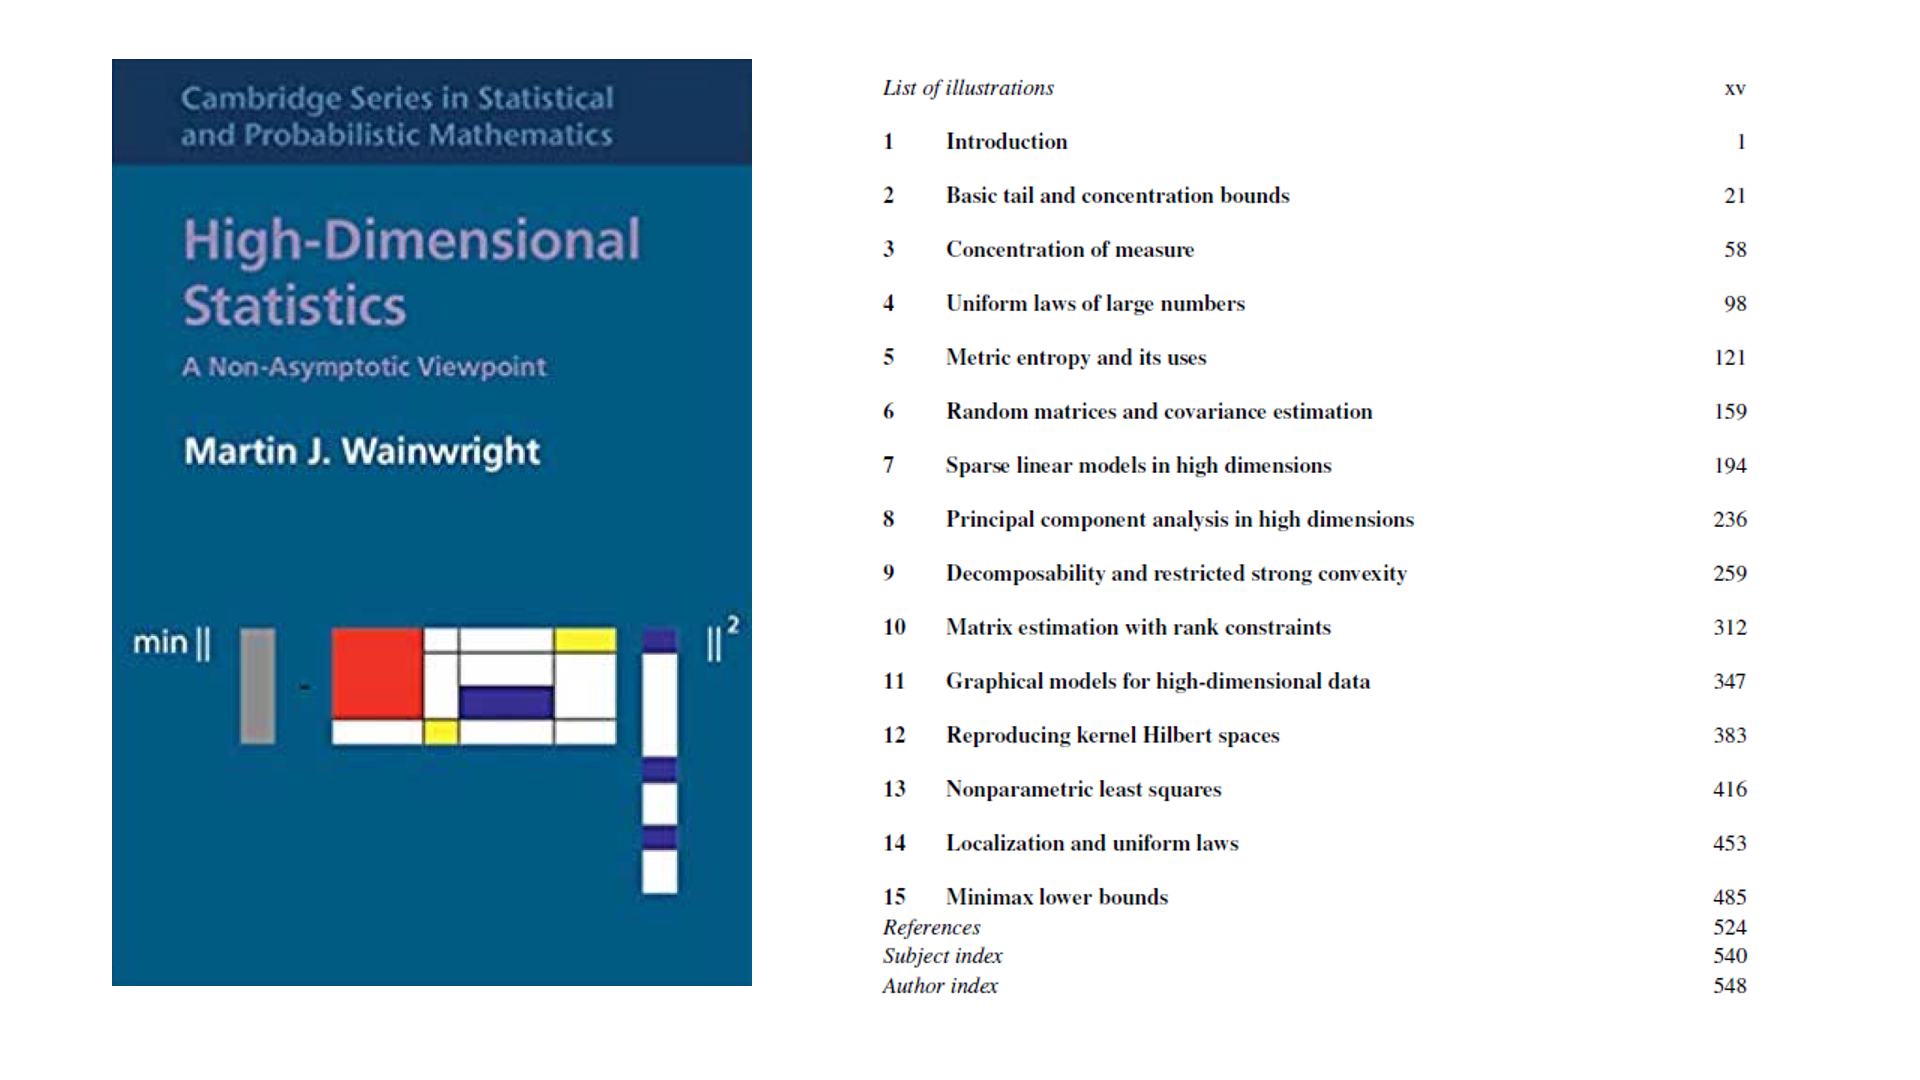 Cambridge Series in Statistical
and Probabilistic Mathematics
High-Dimensional
Statistics
A Non-Asymptotic Viewpoint
Martin J. Wainwright
min || - ||²
List of illustrations xv
1 Introduction 1
2 Basic tail and concentration bounds 21
3 Concentration of measure 58
4 Uniform laws of large numbers 98
5 Metric entropy and its uses 121
6 Random matrices and covariance estimation 159
7 Sparse linear models in high dimensions 194
8 Principal component analysis in high dimensions 236
9 Decomposability and restricted strong convexity 259
10 Matrix estimation with rank constraints 312
11 Graphical models for high-dimensional data 347
12 Reproducing kernel Hilbert spaces 383
13 Nonparametric least squares 416
14 Localization and uniform laws 453
15 Minimax lower bounds 485
References 524
Subject index 540
Author index 548